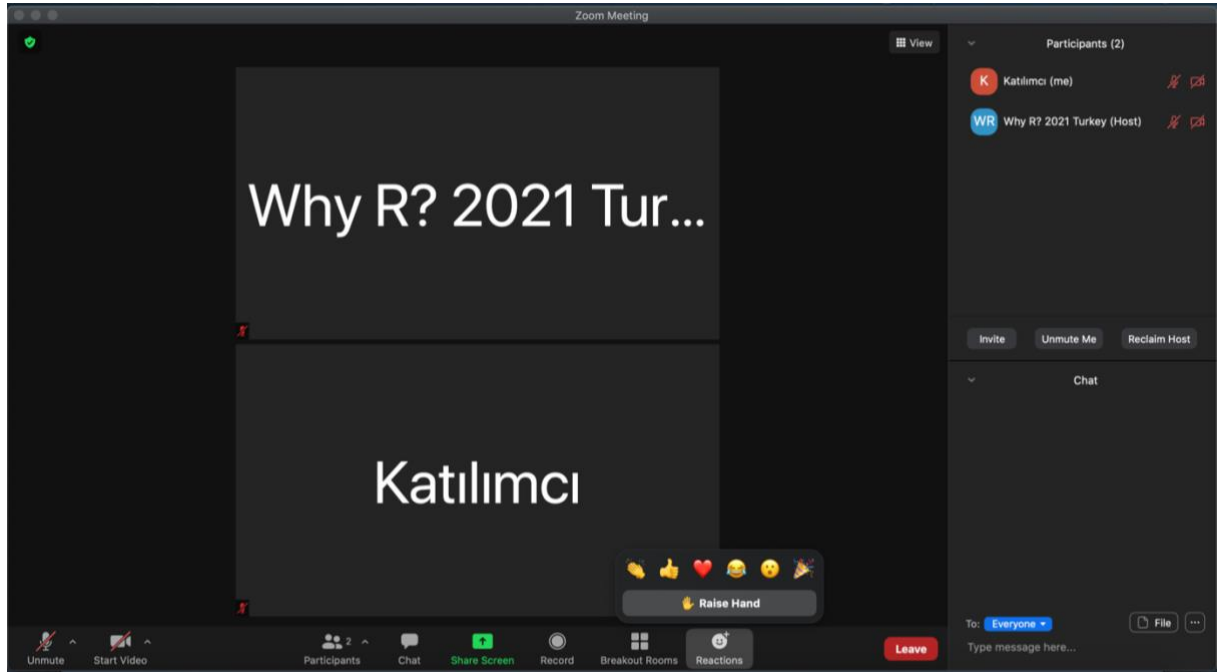 Zoom Meeting
View
Why R? 2021 Tur...
Katılımcı
Raise Hand
Unmute
Start Video
Participants
2
Chat
Share Screen
Record
Breakout Rooms
Reactions
Leave
Participants (2)
K Katılımcı (me)
WR Why R? 2021 Turkey (Host)
Invite Unmute Me Reclaim Host
Chat
To: Everyone File
Type message here...